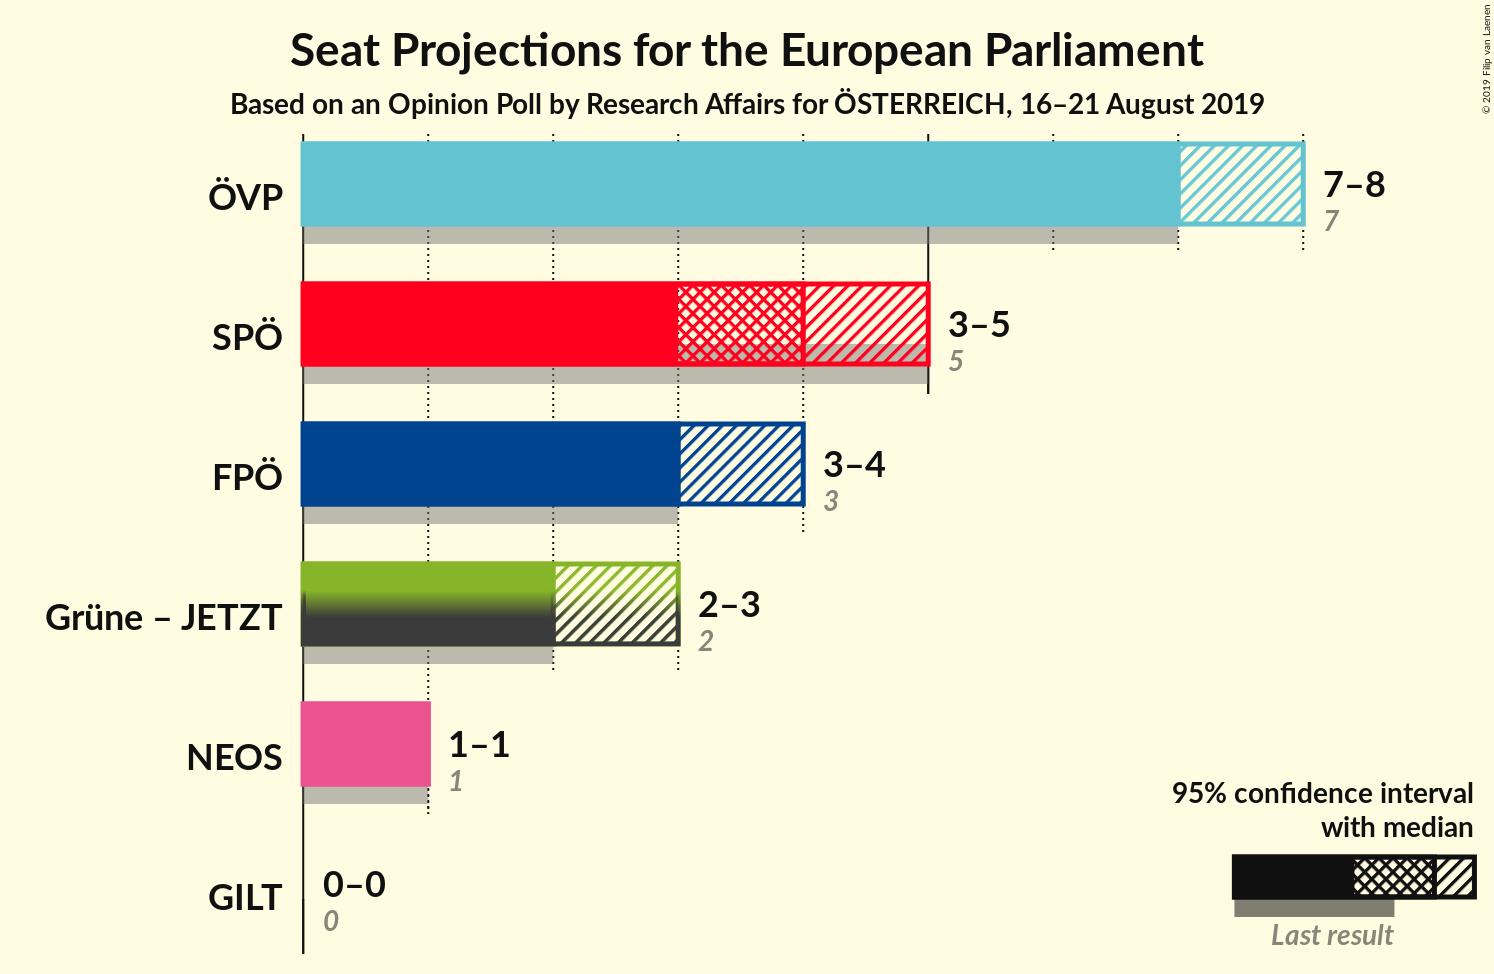 Seat Projections for the European Parliament
Based on an Opinion Poll by Research Affairs for ÖSTERREICH, 16–21 August 2019
© 2019 Filip van Laenen
ÖVP
7–8
7
SPÖ
3–5
5
FPÖ
3–4
3
Grüne – JETZT
2–3
2
NEOS
1–1
1
GILT
0–0
0
95% confidence interval
with median
Last result